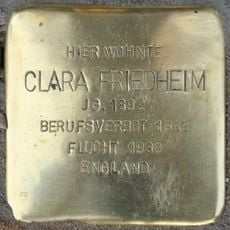 HIER WOHNTE
CLARA FRIEDHEIM
JG. 1892
BERUFSVERBOT 1933
FLUCHT 1939
ENGLAND